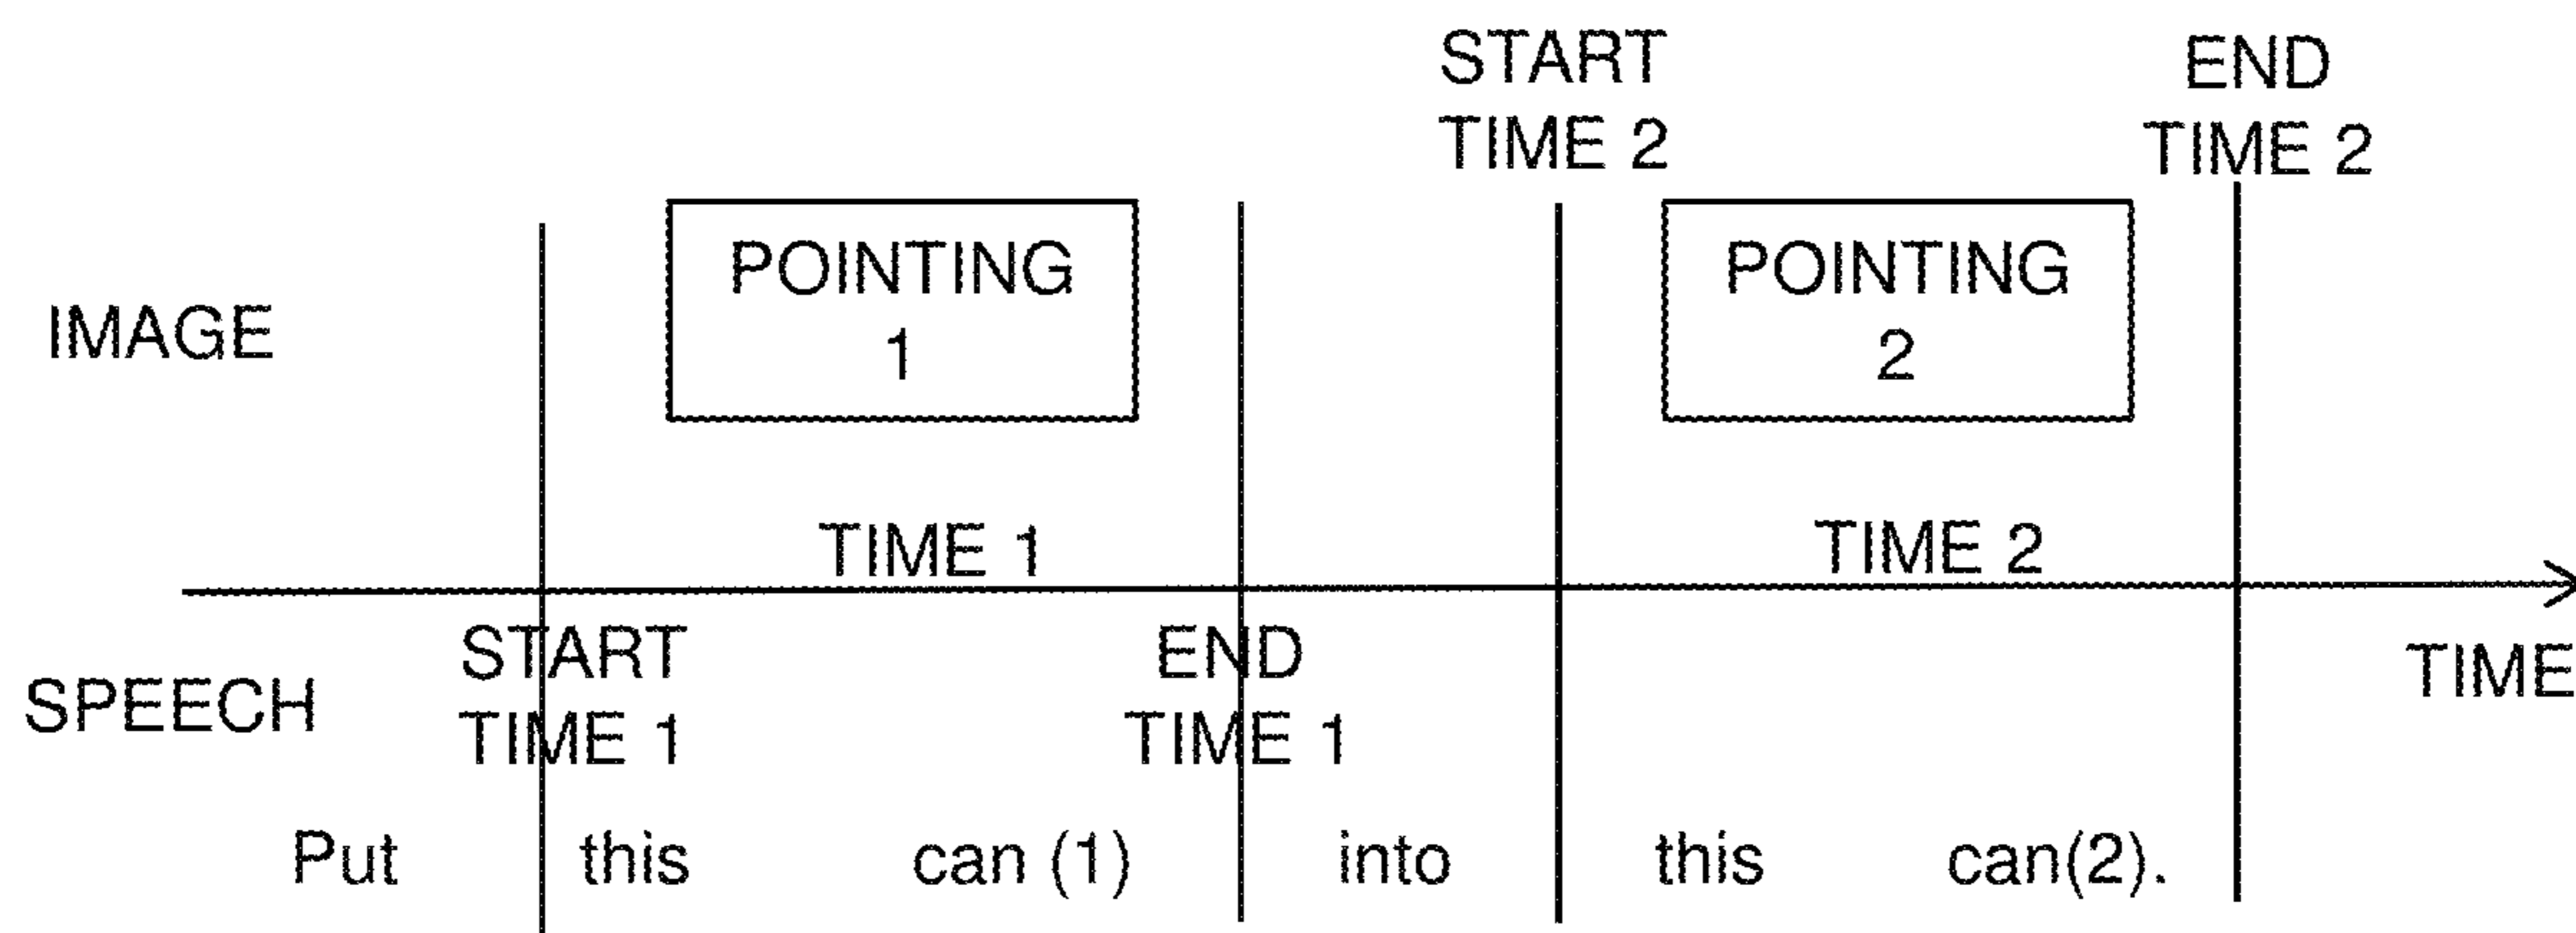 START
TIME 2
END
TIME 2
POINTING
1
POINTING
2
IMAGE
TIME 1
TIME 2
START
TIME 1
END
TIME 1
TIME
SPEECH
Put this can (1) into this can(2).